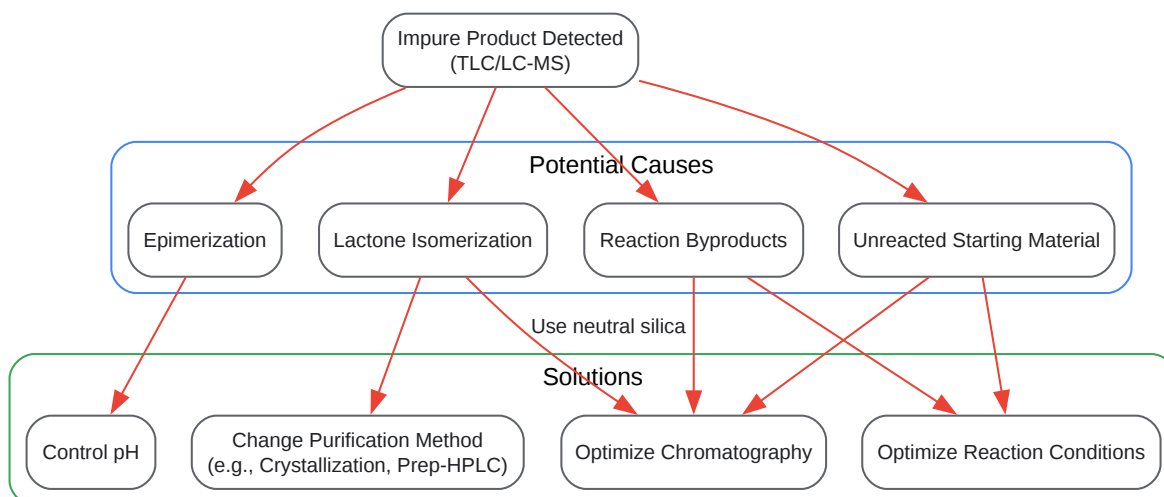 Impure Product Detected
(TLC/LC-MS)
Potential Causes
Epimerization
Lactone Isomerization
Reaction Byproducts
Unreacted Starting Material
Use neutral silica
Solutions
Control pH
Change Purification Method
(e.g., Crystallization, Prep-HPLC)
Optimize Chromatography
Optimize Reaction Conditions